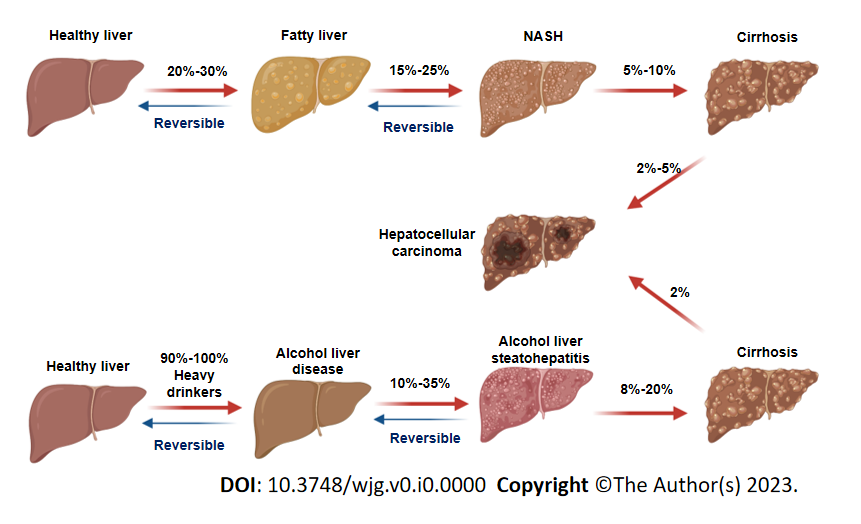 Healthy liver
Fatty liver
NASH
Cirrhosis
20%-30%
15%-25%
5%-10%
Reversible
Reversible
2%-5%
Hepatocellular
carcinoma
2%
Healthy liver
90%-100%
Heavy
drinkers
Alcohol liver
disease
Alcohol liver
steatohepatitis
Cirrhosis
10%-35%
8%-20%
Reversible
Reversible
DOI: 10.3748/wjg.v0.i0.0000 Copyright ©The Author(s) 2023.